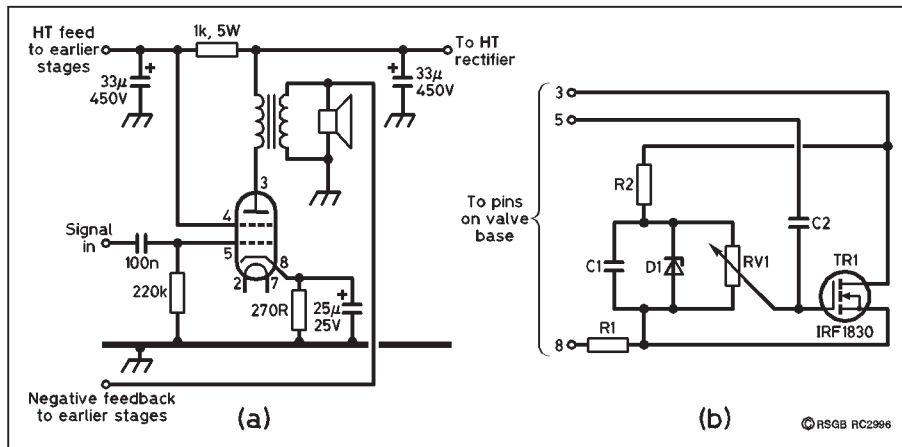 HT feed
to earlier
stages
1k, 5W
To HT
rectifier
+
33μ
450V
+
33μ
450V
3
4
5
8
2
7
Signal
in
100n
220k
270R
+
25μ
25V
Negative feedback
to earlier stages
(a)
3
5
To pins
on valve
base
8
R2
C1
D1
RV1
C2
TR1
IRF1830
R1
(b)
©RSGB RC2996